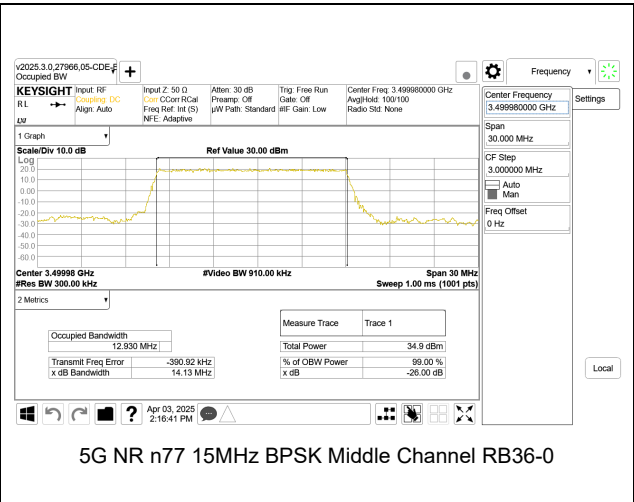 v2025.3.0,27966,05-CDE-F
Occupied BW
Frequency
KEYSIGHT
R L
LXI
Input: RF
Coupling: DC
Align: Auto
Input Z: 50 Ω
Corr CCorr RCal
Freq Ref: Int (S)
NFE: Adaptive
Atten: 30 dB
Preamp: Off
µW Path: Standard
Trig: Free Run
Gate: Off
#IF Gain: Low
Center Freq: 3.499980000 GHz
Avg|Hold: 100/100
Radio Std: None
1 Graph
Scale/Div 10.0 dB
Ref Value 30.00 dBm
Log
20.0
10.0
0.00
-10.0
-20.0
-30.0
-40.0
-50.0
-60.0
Center 3.49998 GHz
#Video BW 910.00 kHz
Span 30 MHz
#Res BW 300.00 kHz
Sweep 1.00 ms (1001 pts)
2 Metrics
Measure Trace
Trace 1
Occupied Bandwidth
12.930 MHz
Total Power
34.9 dBm
Transmit Freq Error
-390.92 kHz
% of OBW Power
99.00 %
x dB Bandwidth
14.13 MHz
x dB
-26.00 dB
Center Frequency
3.499980000 GHz
Settings
Span
30.000 MHz
CF Step
3.000000 MHz
Auto
Man
Freq Offset
0 Hz
Local
?
Apr 03, 2025
2:16:41 PM
5G NR n77 15MHz BPSK Middle Channel RB36-0